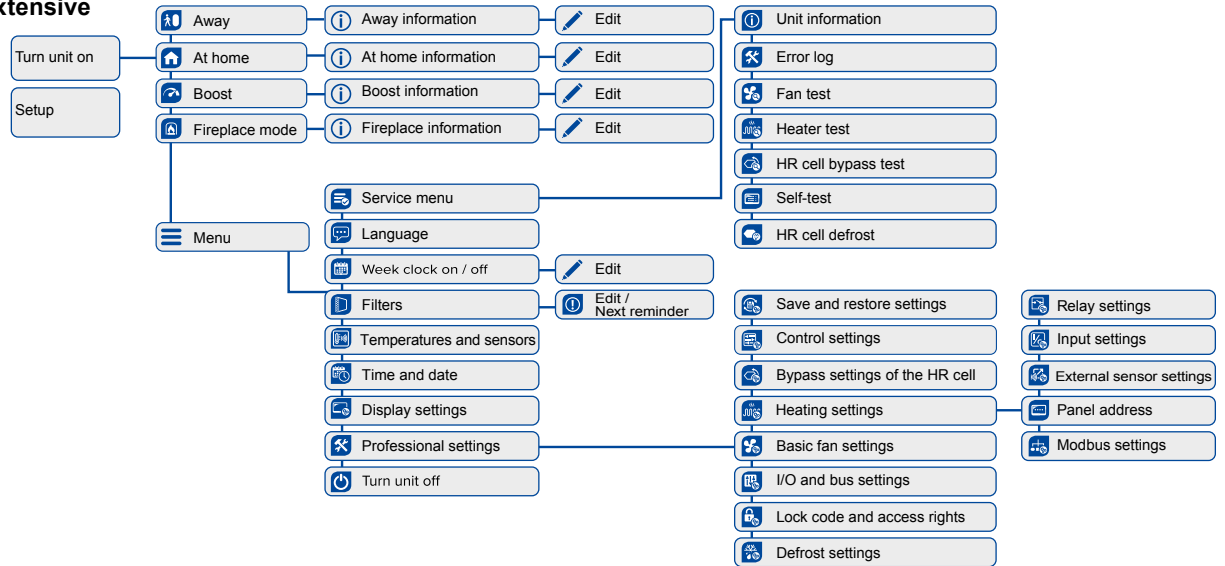 xtensive
Turn unit on
Setup
Away
Away information
Edit
At home
At home information
Edit
Boost
Boost information
Edit
Fireplace mode
Fireplace information
Edit
Menu
Service menu
Language
Week clock on / off
Edit
Filters
Edit /
Next reminder
Temperatures and sensors
Time and date
Display settings
Professional settings
Turn unit off
Unit information
Error log
Fan test
Heater test
HR cell bypass test
Self-test
HR cell defrost
Save and restore settings
Control settings
Bypass settings of the HR cell
Heating settings
Basic fan settings
I/O and bus settings
Lock code and access rights
Defrost settings
Relay settings
Input settings
External sensor settings
Panel address
Modbus settings